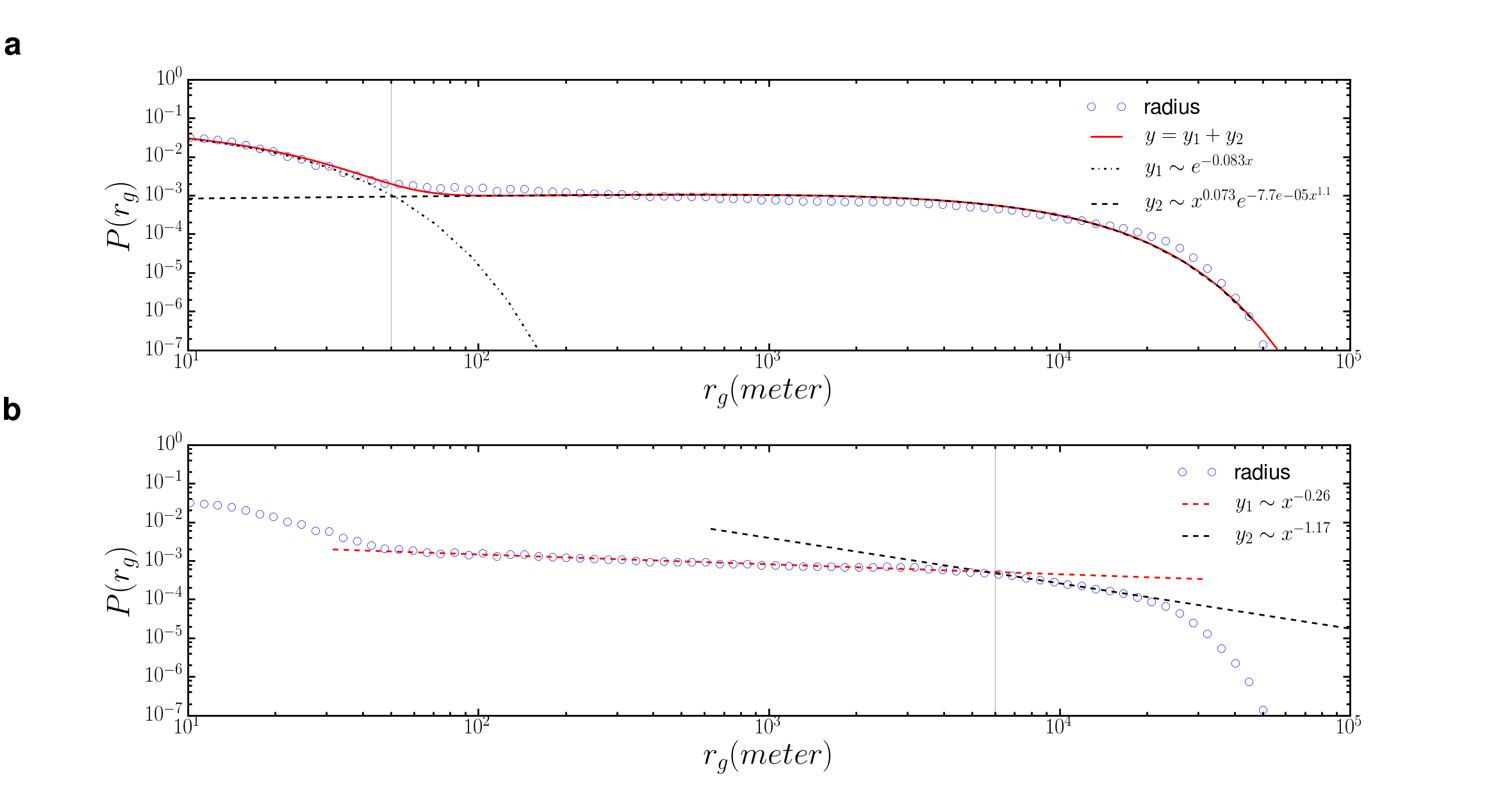 a
10^0
10^-1
10^-2
10^-3
10^-4
10^-5
10^-6
10^-7
P(r_g)
radius
y = y_1 + y_2
y_1 ∼ e^{-0.083x}
y_2 ∼ x^{0.073}e^{-7.7e-05x^{1.1}}
10^1 10^2 10^3 10^4 10^5
r_g(meter)
b
10^0
10^-1
10^-2
10^-3
10^-4
10^-5
10^-6
10^-7
P(r_g)
radius
y_1 ∼ x^{-0.26}
y_2 ∼ x^{-1.17}
10^1 10^2 10^3 10^4 10^5
r_g(meter)